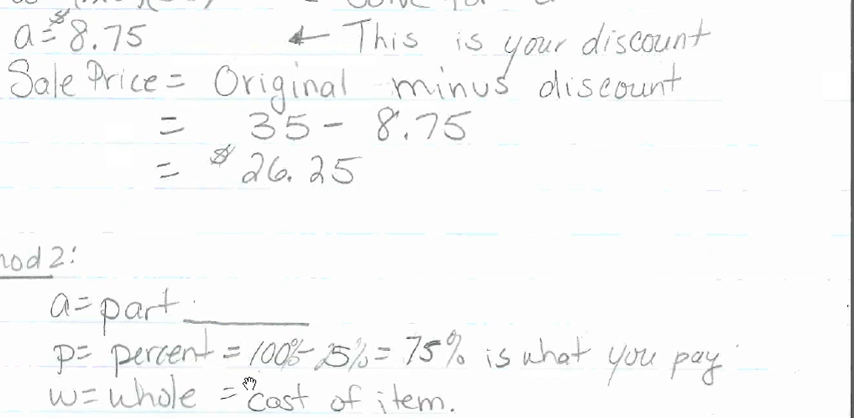 a = $8.75 ← This is your discount
Sale Price = Original minus discount
= 35 - 8.75
= $26.25
nod 2:
a = part
p = percent = 100% - 25% = 75% is what you pay
w = whole = cost of item.